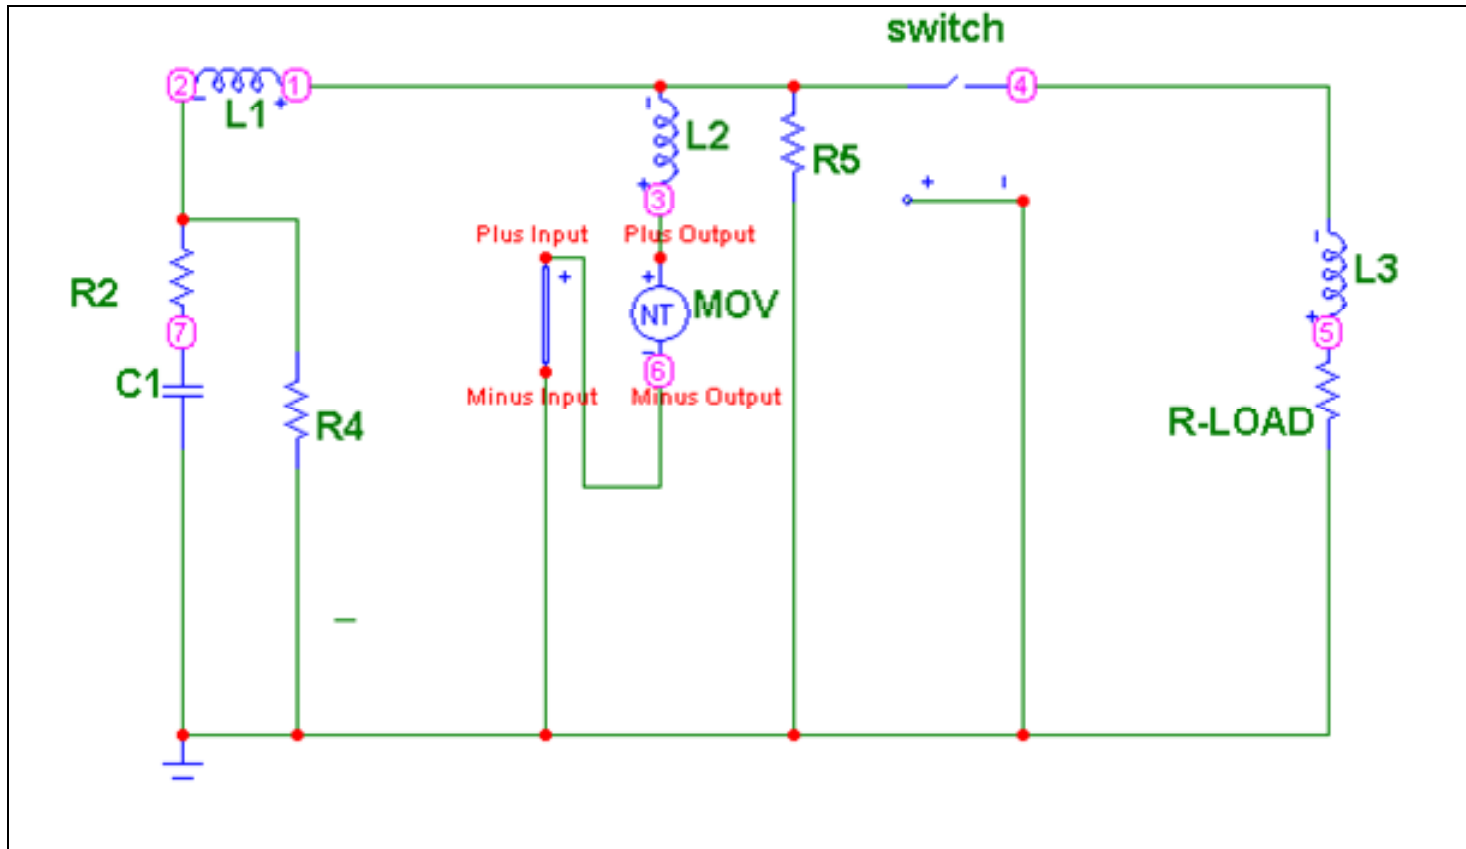 switch
2 1 4
L1
L2
R5
3
Plus Input Plus Output
+ -
L3
R2
+ +
NT MOV
7
5
C1
6
Minus Input Minus Output
R4
R-LOAD